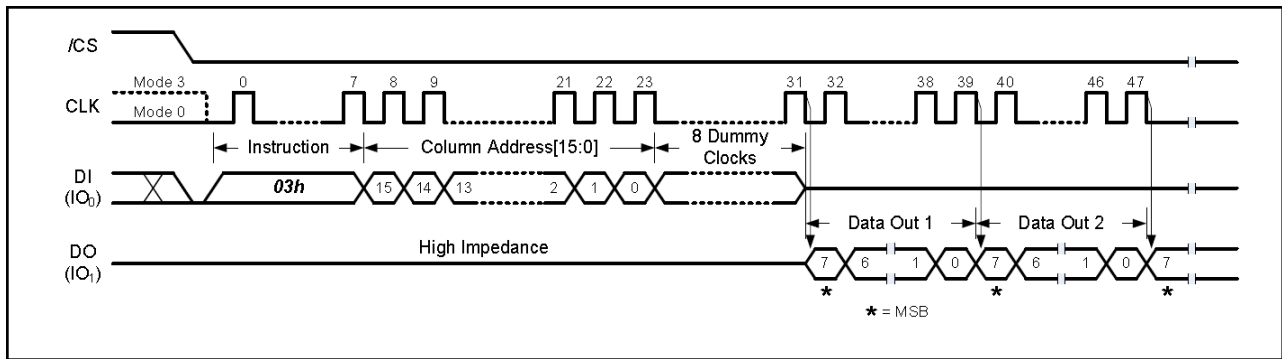 /CS
Mode 3 0 7 8 9 21 22 23 31 32 38 39 40 46 47
CLK
Mode 0
Instruction Column Address[15:0] 8 Dummy Clocks
DI (IO0) 03h 15 14 13 2 1 0
Data Out 1 Data Out 2
DO (IO1) High Impedance 7 6 1 0 7 6 1 0 7
* * *
* = MSB